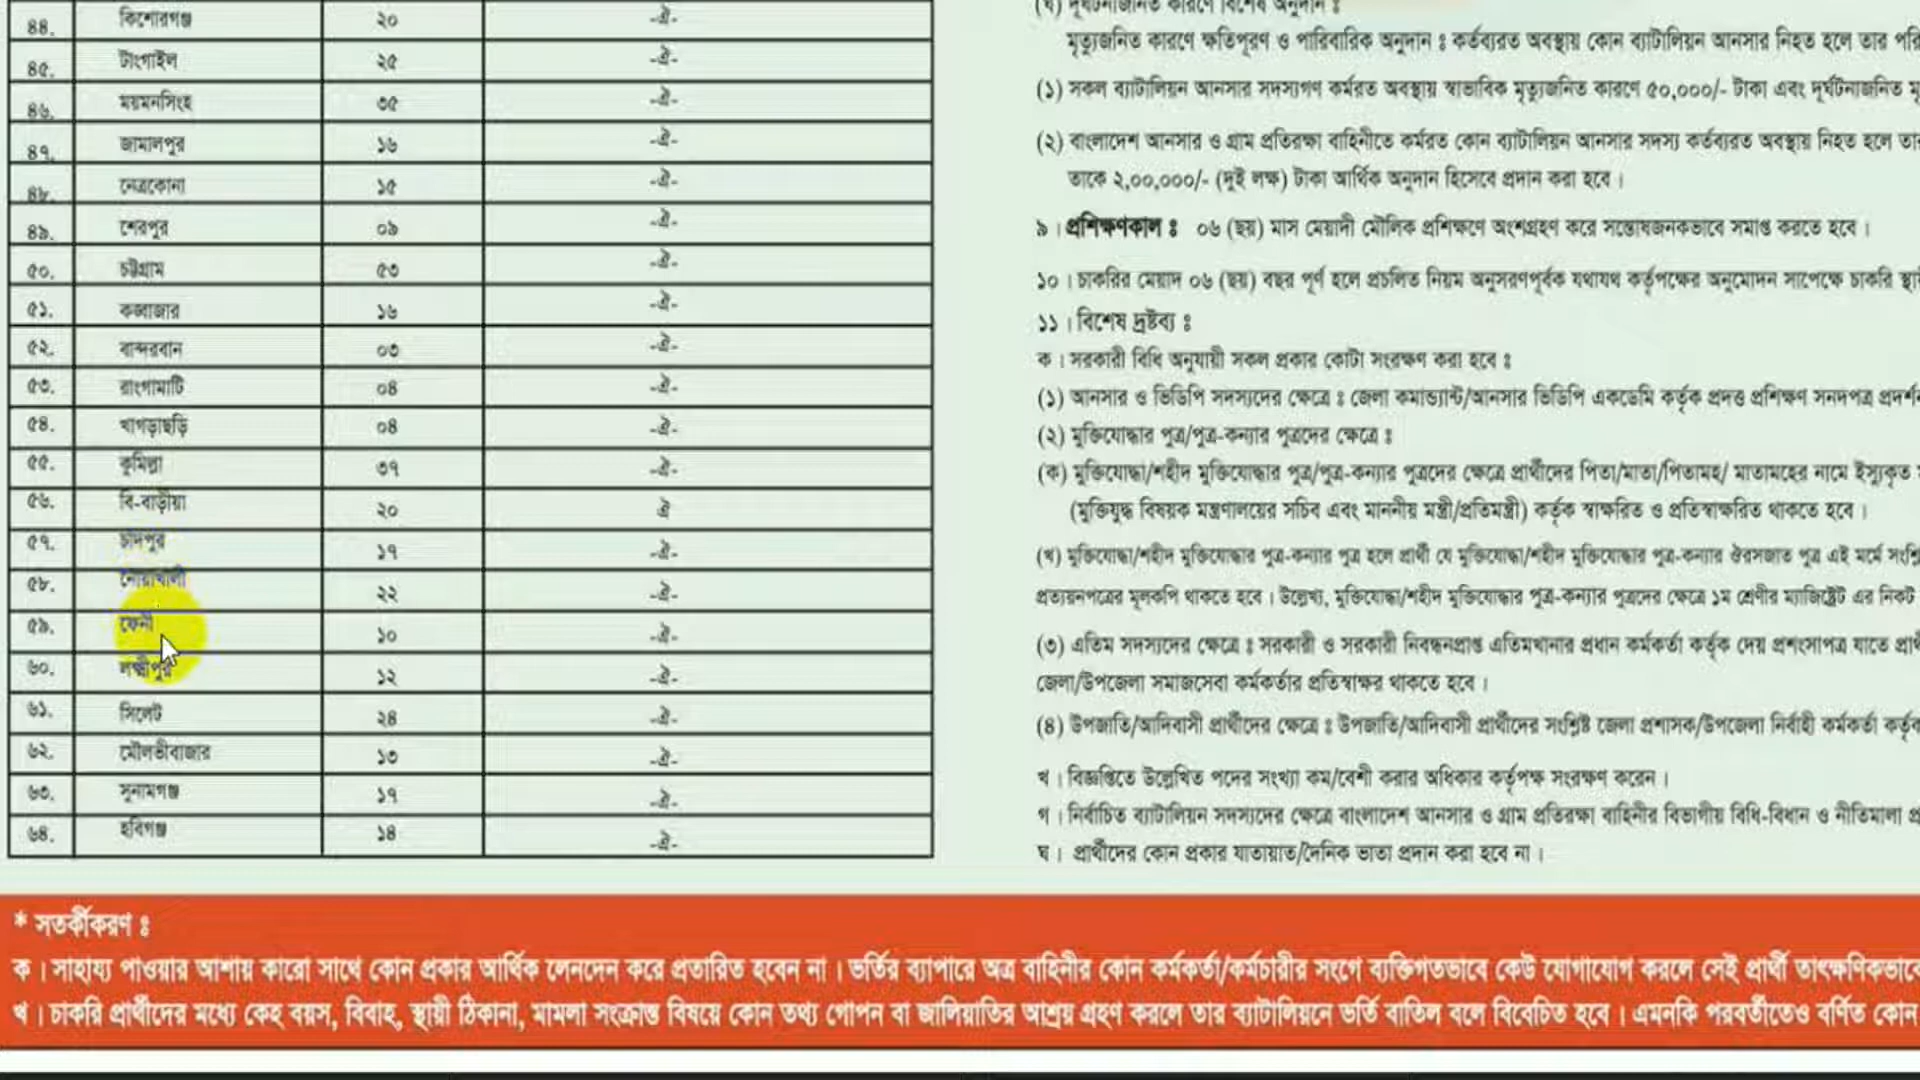 ৪৪. কিশোরগঞ্জ ২০ -ঐ-
৪৫. টাংগাইল ২৫ -ঐ-
৪৬. ময়মনসিংহ ৩৫ -ঐ-
৪৭. জামালপুর ১৬ -ঐ-
৪৮. নেত্রকোনা ১৫ -ঐ-
৪৯. শেরপুর ০৯ -ঐ-
৫০. চট্টগ্রাম ৫৩ -ঐ-
৫১. কক্সবাজার ১৬ -ঐ-
৫২. বান্দরবান ০৩ -ঐ-
৫৩. রাংগামাটি ০৪ -ঐ-
৫৪. খাগড়াছড়ি ০৪ -ঐ-
৫৫. কুমিল্লা ৩৭ -ঐ-
৫৬. বি-বাড়ীয়া ২০ ঐ
৫৭. চাঁদপুর ১৭ -ঐ-
৫৮. নোয়াখালী ২২ -ঐ-
৫৯. ফেনী ১০ -ঐ-
৬০. লক্ষ্মীপুর ১২ -ঐ-
৬১. সিলেট ২৪ -ঐ-
৬২. মৌলভীবাজার ১৩ -ঐ-
৬৩. সুনামগঞ্জ ১৭ -ঐ-
৬৪. হবিগঞ্জ ১৪ -ঐ-
(ঘ) দূর্ঘটনাজনিত কারণে বিশেষ অনুদান ঃ
মৃত্যুজনিত কারণে ক্ষতিপূরণ ও পারিবারিক অনুদান ঃ কর্তব্যরত অবস্থায় কোন ব্যাটালিয়ন আনসার নিহত হলে তার
(১) সকল ব্যাটালিয়ন আনসার সদস্যগণ কর্মরত অবস্থায় স্বাভাবিক মৃত্যুজনিত কারণে ৫০,০০০/- টাকা এবং দূর্ঘটনাজনিত
(২) বাংলাদেশ আনসার ও গ্রাম প্রতিরক্ষা বাহিনীতে কর্মরত কোন ব্যাটালিয়ন আনসার সদস্য কর্তব্যরত অবস্থায় নিহত হলে
তাকে ২,০০,০০০/- (দুই লক্ষ) টাকা আর্থিক অনুদান হিসেবে প্রদান করা হবে।
৯। প্রশিক্ষণকাল ঃ ০৬ (ছয়) মাস মেয়াদী মৌলিক প্রশিক্ষণে অংশগ্রহণ করে সন্তোষজনকভাবে সমাপ্ত করতে হবে।
১০। চাকরির মেয়াদ ০৬ (ছয়) বছর পূর্ণ হলে প্রচলিত নিয়ম অনুসরণপূর্বক যথাযথ কর্তৃপক্ষের অনুমোদন সাপেক্ষে চাকরি
১১। বিশেষ দ্রষ্টব্য ঃ
ক। সরকারী বিধি অনুযায়ী সকল প্রকার কোটা সংরক্ষণ করা হবে ঃ
(১) আনসার ও ভিডিপি সদস্যদের ক্ষেত্রে ঃ জেলা কমান্ড্যান্ট/আনসার ভিডিপি একডেমি কর্তৃক প্রদত্ত প্রশিক্ষণ সনদপত্র
(২) মুক্তিযোদ্ধার পুত্র/পুত্র-কন্যার পুত্রদের ক্ষেত্রে ঃ
(ক) মুক্তিযোদ্ধা/শহীদ মুক্তিযোদ্ধার পুত্র/পুত্র-কন্যার পুত্রদের ক্ষেত্রে প্রার্থীদের পিতা/মাতা/পিতামহ/ মাতামহের নামে ইস্যুকৃত
(মুক্তিযুদ্ধ বিষয়ক মন্ত্রণালয়ের সচিব এবং মাননীয় মন্ত্রী/প্রতিমন্ত্রী) কর্তৃক স্বাক্ষরিত ও প্রতিস্বাক্ষরিত থাকতে হবে।
(খ) মুক্তিযোদ্ধা/শহীদ মুক্তিযোদ্ধার পুত্র-কন্যার পুত্র হলে প্রার্থী যে মুক্তিযোদ্ধা/শহীদ মুক্তিযোদ্ধার পুত্র-কন্যার ঔরসজাত পুত্র এই মর্মে
প্রত্যয়নপত্রের মূলকপি থাকতে হবে। উল্লেখ্য, মুক্তিযোদ্ধা/শহীদ মুক্তিযোদ্ধার পুত্র-কন্যার পুত্রদের ক্ষেত্রে ১ম শ্রেণীর ম্যাজিষ্ট্রেট এর নিকট
(৩) এতিম সদস্যদের ক্ষেত্রে ঃ সরকারী ও সরকারী নিবন্ধনপ্রাপ্ত এতিমখানার প্রধান কর্মকর্তা কর্তৃক দেয় প্রশংসাপত্র যাতে
জেলা/উপজেলা সমাজসেবা কর্মকর্তার প্রতিস্বাক্ষর থাকতে হবে।
(৪) উপজাতি/আদিবাসী প্রার্থীদের ক্ষেত্রে ঃ উপজাতি/আদিবাসী প্রার্থীদের সংশ্লিষ্ট জেলা প্রশাসক/উপজেলা নির্বাহী কর্মকর্তা
খ। বিজ্ঞপ্তিতে উল্লেখিত পদের সংখ্যা কম/বেশী করার অধিকার কর্তৃপক্ষ সংরক্ষণ করেন।
গ। নির্বাচিত ব্যাটালিয়ন সদস্যদের ক্ষেত্রে বাংলাদেশ আনসার ও গ্রাম প্রতিরক্ষা বাহিনীর বিভাগীয় বিধি-বিধান ও নীতিমালা
ঘ। প্রার্থীদের কোন প্রকার যাতায়াত/দৈনিক ভাতা প্রদান করা হবে না।
* সতর্কীকরণ ঃ
ক। সাহায্য পাওয়ার আশায় কারো সাথে কোন প্রকার আর্থিক লেনদেন করে প্রতারিত হবেন না। ভর্তির ব্যাপারে অত্র বাহিনীর কোন কর্মকর্তা/কর্মচারীর সংগে ব্যক্তিগতভাবে কেউ যোগাযোগ করলে সেই প্রার্থী
খ। চাকরি প্রার্থীদের মধ্যে কেহ বয়স, বিবাহ, স্থায়ী ঠিকানা, মামলা সংক্রান্ত বিষয়ে কোন তথ্য গোপন বা জালিয়াতির আশ্রয় গ্রহণ করলে তার ব্যাটালিয়নে ভর্তি বাতিল বলে বিবেচিত হবে। এমনকি পরবর্তীতেও বর্ণিত কোন